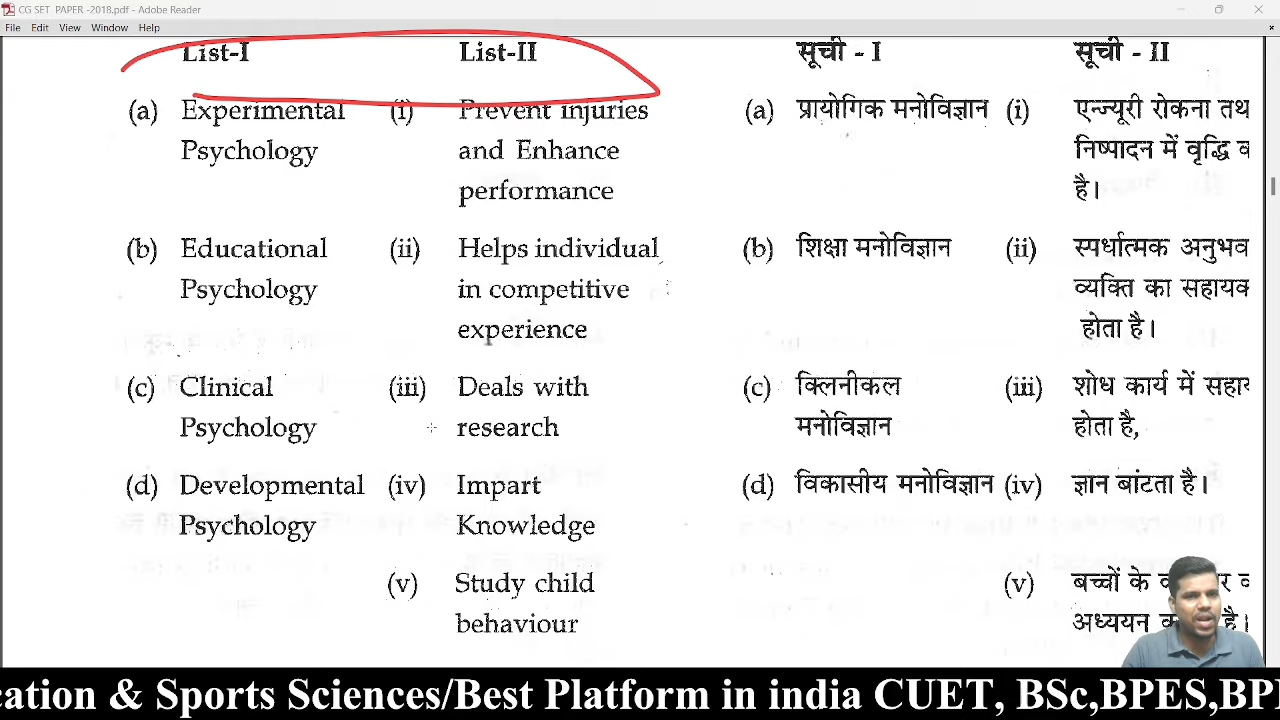 CG SET PAPER -2018.pdf - Adobe Reader
File Edit View Window Help
List-I List-II सूची - I सूची - II
(a) Experimental (i) Prevent injuries (a) प्रायोगिक मनोविज्ञान (i) एन्ज्यूरी रोकना
Psychology and Enhance निष्पादन में वृद्धि
performance है।
(b) Educational (ii) Helps individual (b) शिक्षा मनोविज्ञान (ii) स्पर्धात्मक अनुभव
Psychology in competitive व्यक्ति का सहायक
experience होता है।
(c) Clinical (iii) Deals with (c) क्लिनीकल (iii) शोध कार्य में
Psychology research मनोविज्ञान होता है,
(d) Developmental (iv) Impart (d) विकासीय मनोविज्ञान (iv) ज्ञान बांटता है।
Psychology Knowledge
(v) Study child (v) बच्चों के
behaviour अध्ययन है।
& Sports Sciences/Best Platform in india CUET, BSc,BPES,